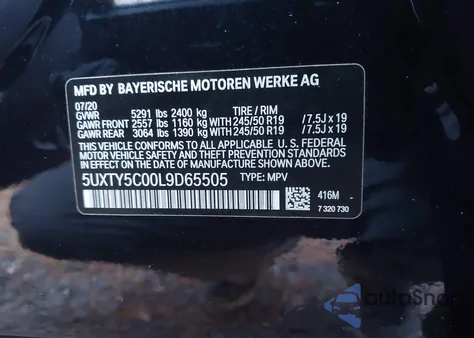 MFD BY BAYERISCHE MOTOREN WERKE AG
07/20
GVWR 5291 lbs 2400 kg TIRE / RIM
GAWR FRONT 2557 lbs 1160 kg WITH 245/50 R19 /7.5J x 19
GAWR REAR 3064 lbs 1390 kg WITH 245/50 R19 /7.5J x 19
THIS VEHICLE CONFORMS TO ALL APPLICABLE U. S. FEDERAL
MOTOR VEHICLE SAFETY, BUMPER, AND THEFT PREVENTION
STANDARDS IN EFFECT ON THE DATE OF MANUFACTURE SHOWN ABOVE.
5UXTY5C00L9D65505 TYPE: MPV
416M
7 320 730